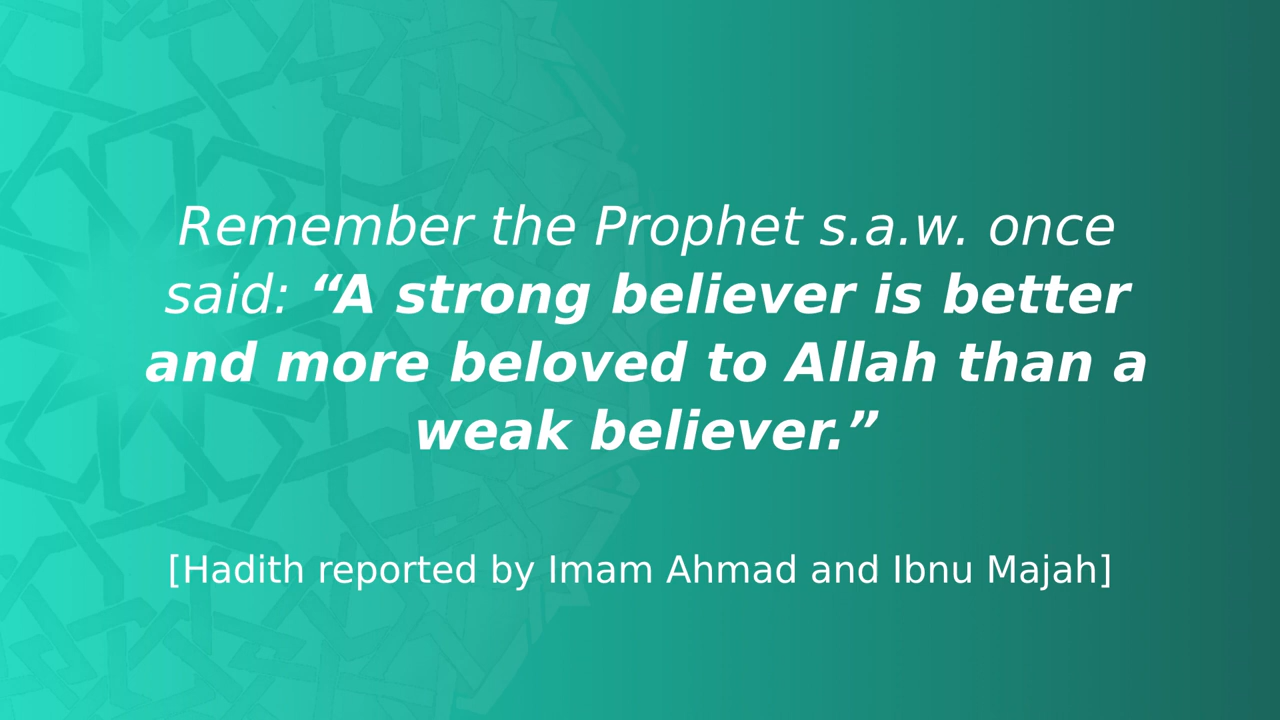 Remember the Prophet s.a.w. once
said: “A strong believer is better
and more beloved to Allah than a
weak believer.”
[Hadith reported by Imam Ahmad and Ibnu Majah]